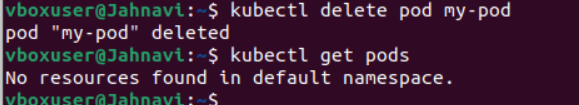 vboxuser@Jahnavi:~$ kubectl delete pod my-pod
pod "my-pod" deleted
vboxuser@Jahnavi:~$ kubectl get pods
No resources found in default namespace.
vboxuser@Jahnavi:~$